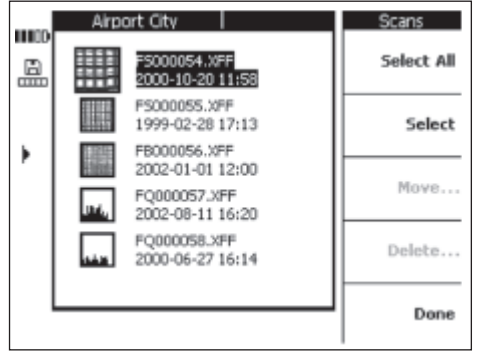 Airport City
Scans
FS000054.XFF
2000-10-20 11:58
FS000055.XFF
1999-02-28 17:13
FB000056.XFF
2002-01-01 12:00
FQ000057.XFF
2002-08-11 16:20
FQ000058.XFF
2000-06-27 16:14
Select All
Select
Move...
Delete...
Done